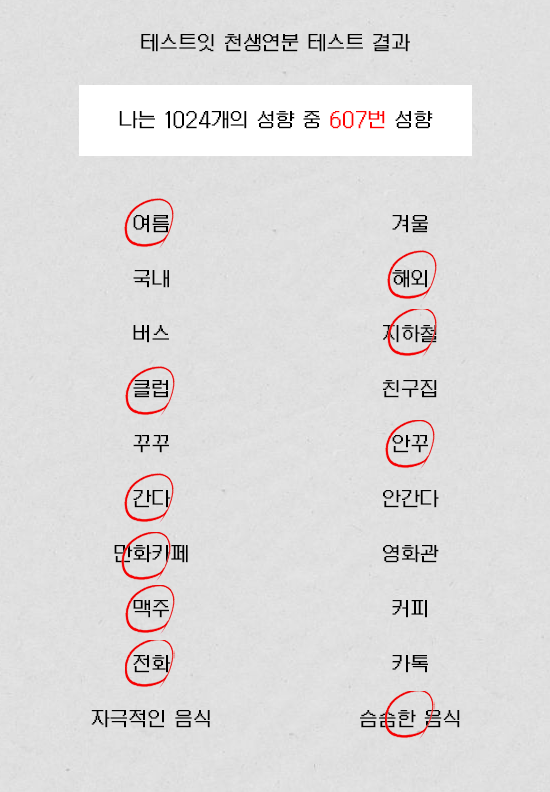 테스트잇 천생연분 테스트 결과
나는 1024개의 성향 중 607번 성향
여름 겨울
국내 해외
버스 지하철
클럽 친구집
꾸꾸 안꾸
간다 안간다
만화카페 영화관
맥주 커피
전화 카톡
자극적인 음식 슴슴한 음식